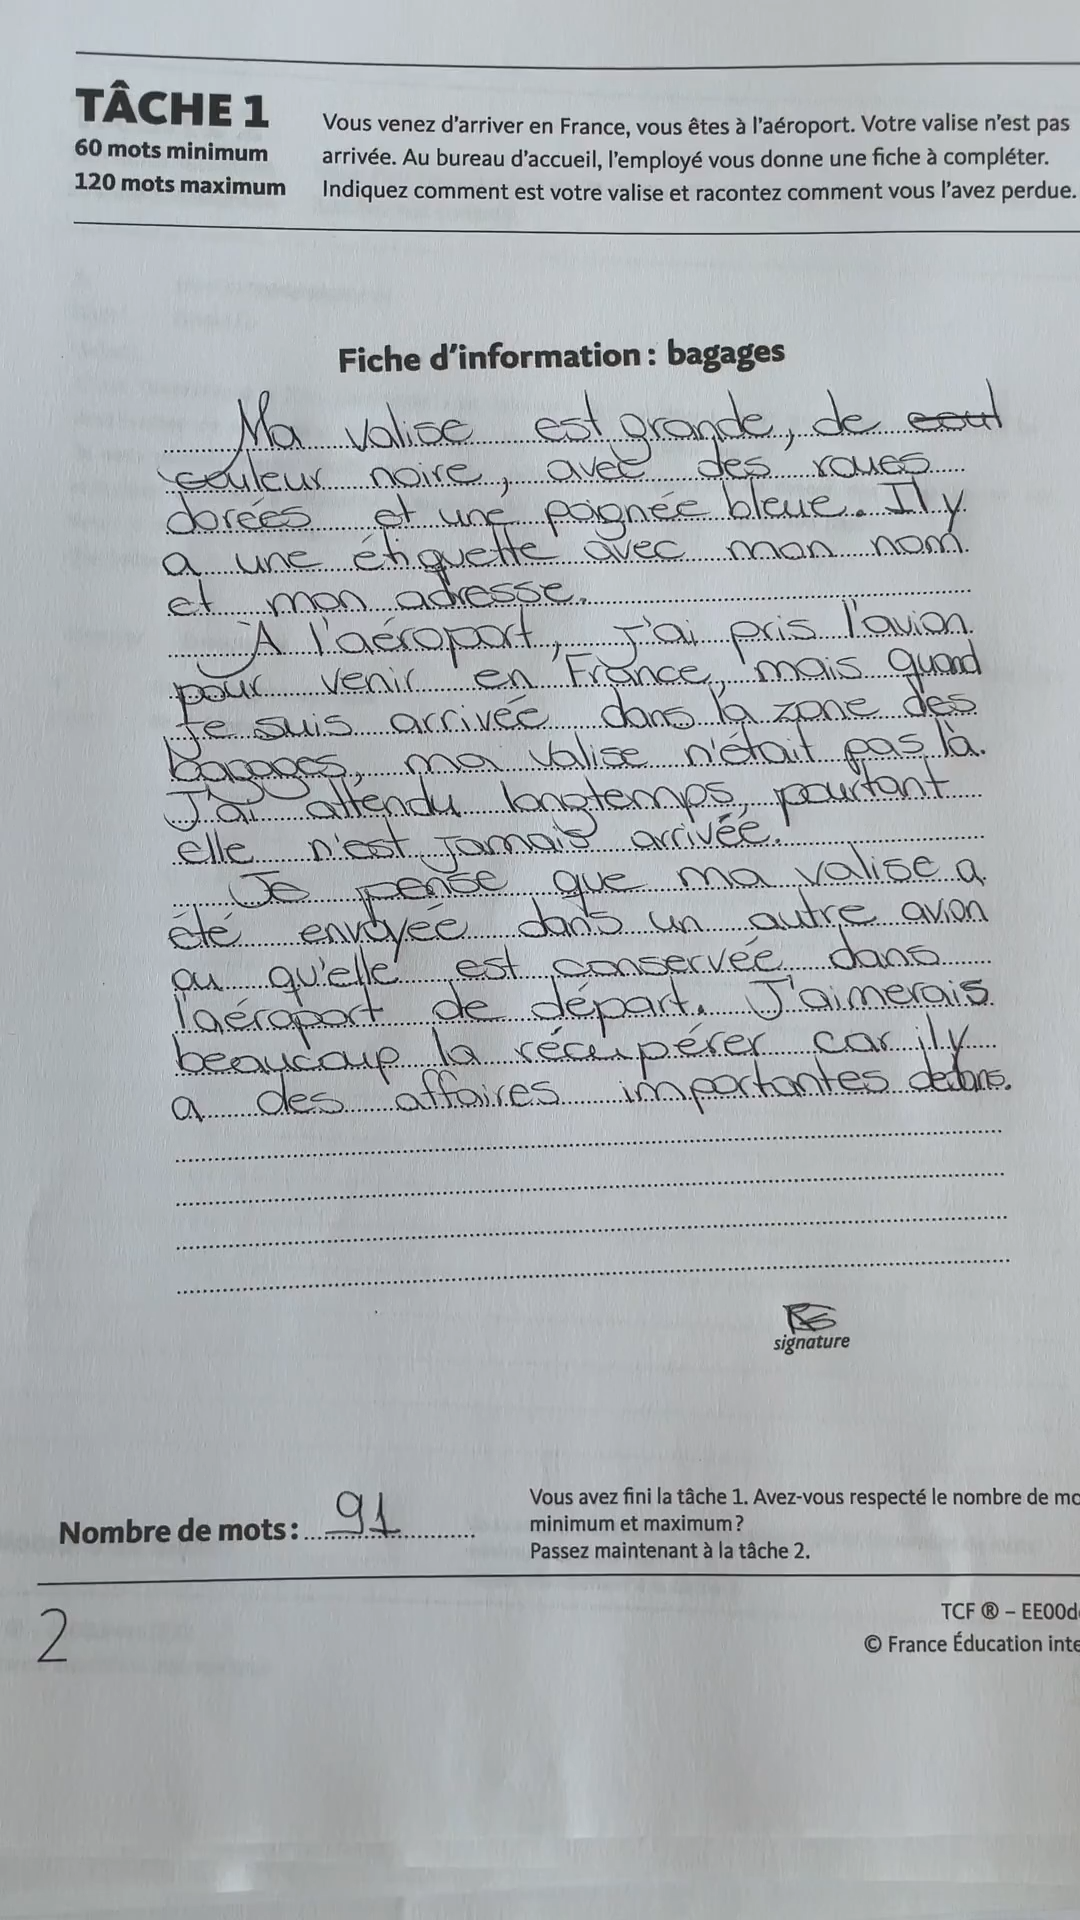 TÂCHE 1
60 mots minimum
120 mots maximum
Vous venez d'arriver en France, vous êtes à l'aéroport. Votre valise n'est pas
arrivée. Au bureau d'accueil, l'employé vous donne une fiche à compléter.
Indiquez comment est votre valise et racontez comment vous l'avez perdue.
Fiche d'information : bagages
Ma valise est grande, de coul
couleur noire, avec des roues
dorées et une poignée bleue. Il y
a une étiquette avec mon nom
et mon adresse.
À l'aéroport, j'ai pris l'avion
pour venir en France, mais quand
je suis arrivée dans la zone des
bagages, ma valise n'était pas là.
J'ai attendu longtemps, pourtant
elle n'est jamais arrivée.
Je pense que ma valise a
été envoyée dans un autre avion
ou qu'elle est conservée dans
l'aéroport de départ. J'aimerais
beaucoup la récupérer car il y
a des affaires importantes dedans.
signature
Nombre de mots : 91
Vous avez fini la tâche 1. Avez-vous respecté le nombre de mo
minimum et maximum ?
Passez maintenant à la tâche 2.
2
TCF ® – EE00d
© France Éducation inte